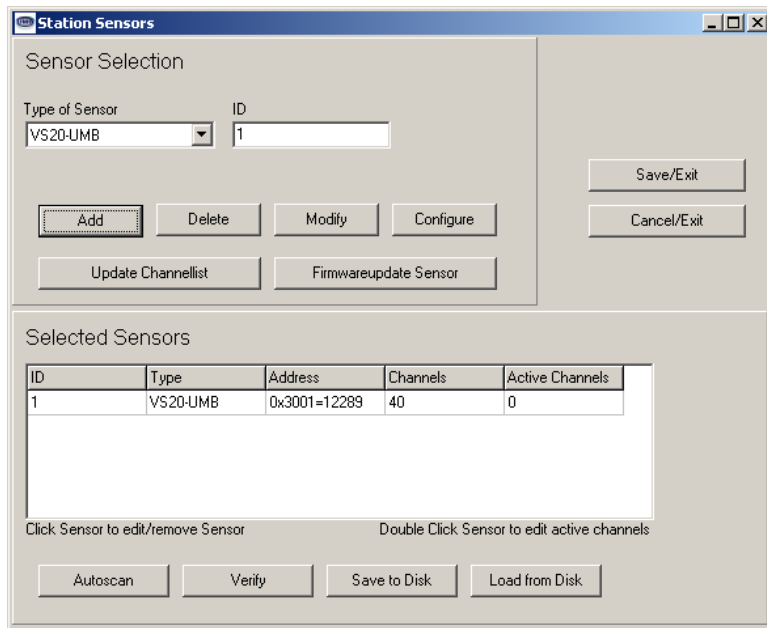 Station Sensors
Sensor Selection
Type of Sensor ID
VS20-UMB 1
Save/Exit
Add Delete Modify Configure Cancel/Exit
Update Channellist Firmwareupdate Sensor
Selected Sensors
ID Type Address Channels Active Channels
1 VS20-UMB 0x3001=12289 40 0
Click Sensor to edit/remove Sensor Double Click Sensor to edit active channels
Autoscan Verify Save to Disk Load from Disk